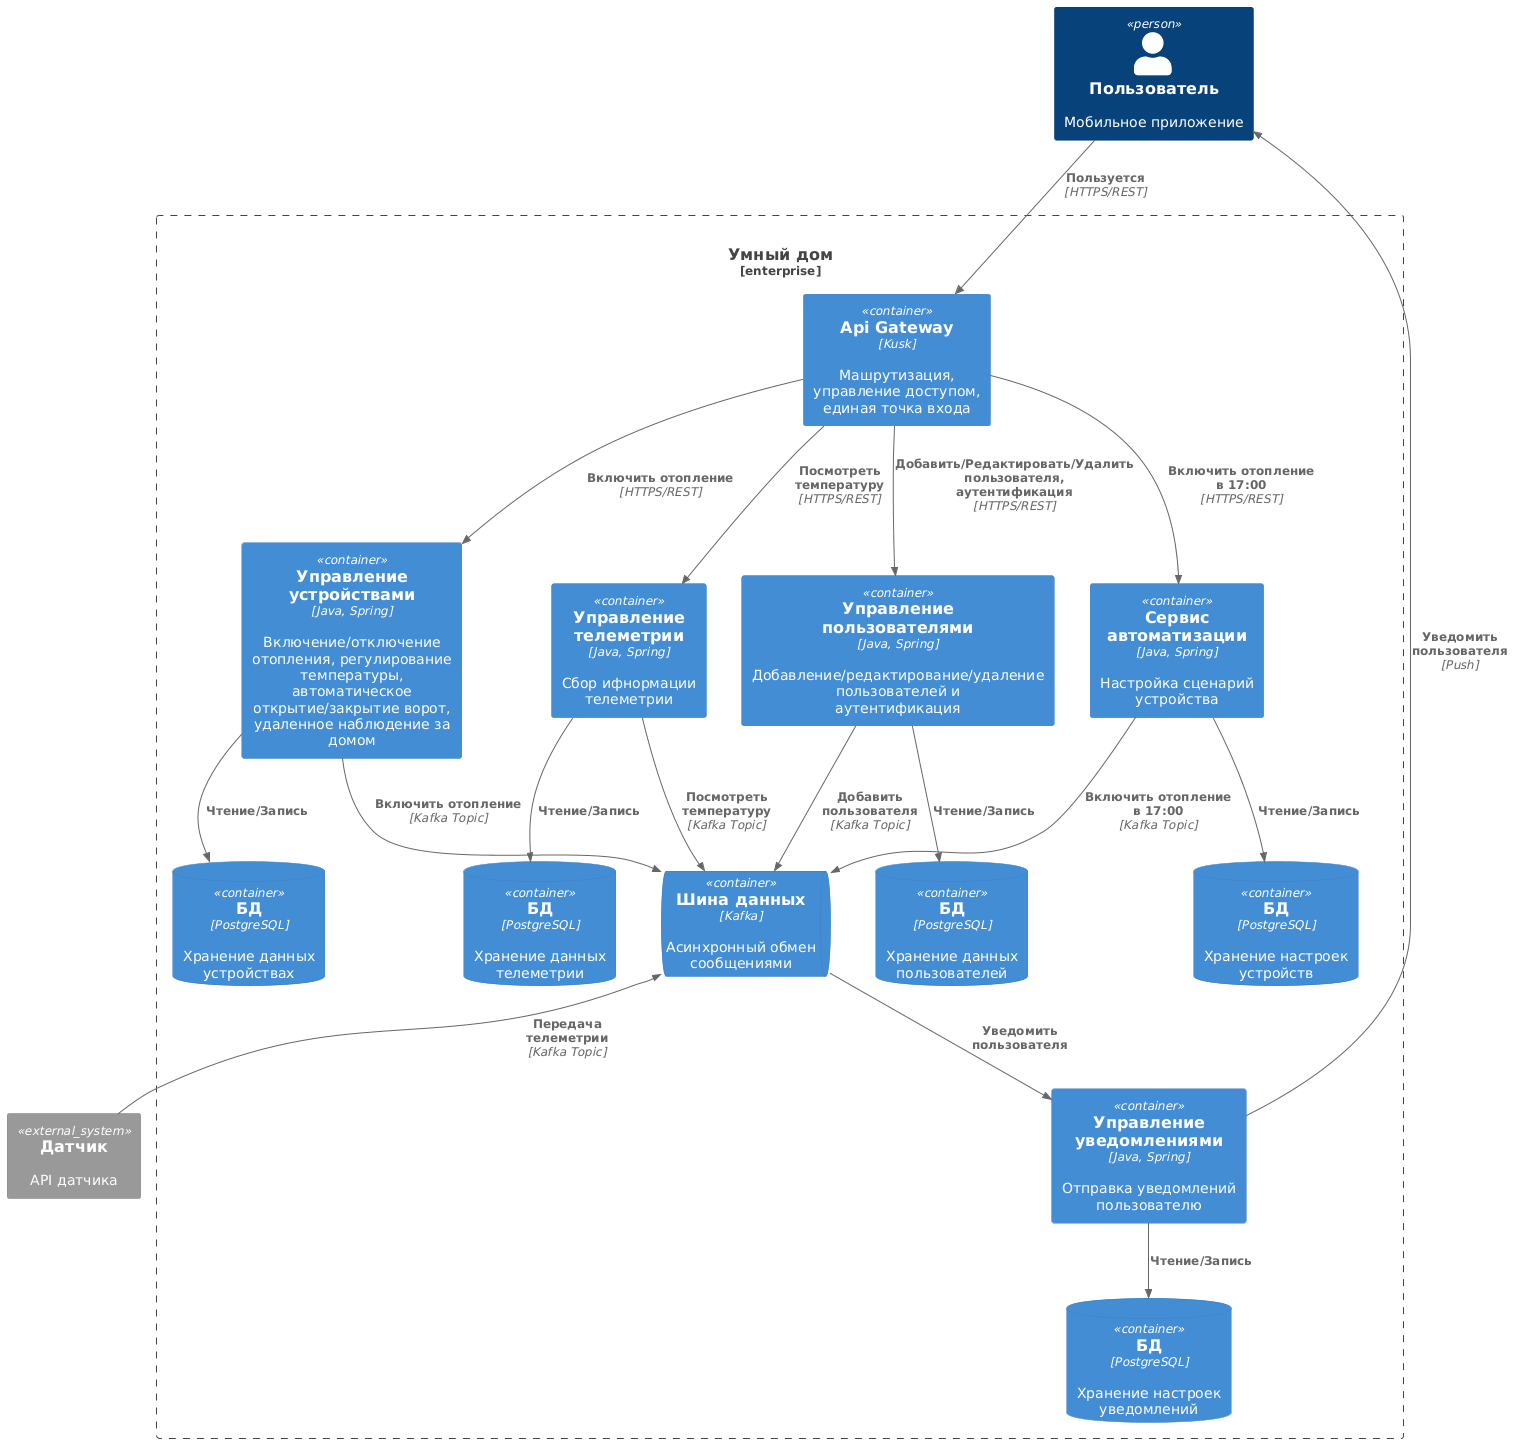 «person»
Пользователь
Мобильное приложение
Пользуется
[HTTPS/REST]
Умный дом
[enterprise]
«container»
Api Gateway
[Kusk]
Машрутизация,
управление доступом,
единая точка входа
Включить отопление
[HTTPS/REST]
Посмотреть
температуру
[HTTPS/REST]
Добавить/Редактировать/Удалить
пользователя,
аутентификация
[HTTPS/REST]
Включить отопление
в 17:00
[HTTPS/REST]
«container»
Управление
устройствами
[Java, Spring]
Включение/отключение
отопления, регулирование
температуры,
автоматическое
открытие/закрытие ворот,
удаленное наблюдение за
домом
«container»
Управление
телеметрии
[Java, Spring]
Сбор ифнормации
телеметрии
«container»
Управление
пользователями
[Java, Spring]
Добавление/редактирование/удаление
пользователей и
аутентификация
«container»
Сервис
автоматизации
[Java, Spring]
Настройка сценарий
устройства
Уведомить
пользователя
[Push]
Чтение/Запись
Включить отопление
[Kafka Topic]
Чтение/Запись
Посмотреть
температуру
[Kafka Topic]
Добавить
пользователя
[Kafka Topic]
Чтение/Запись
Включить отопление
в 17:00
[Kafka Topic]
Чтение/Запись
«container»
БД
[PostgreSQL]
Хранение данных
устройствах
«container»
БД
[PostgreSQL]
Хранение данных
телеметрии
«container»
Шина данных
[Kafka]
Асинхронный обмен
сообщениями
«container»
БД
[PostgreSQL]
Хранение данных
пользователей
«container»
БД
[PostgreSQL]
Хранение настроек
устройств
Передача
телеметрии
[Kafka Topic]
Уведомить
пользователя
«external_system»
Датчик
API датчика
«container»
Управление
уведомлениями
[Java, Spring]
Отправка уведомлений
пользователю
Чтение/Запись
«container»
БД
[PostgreSQL]
Хранение настроек
уведомлений